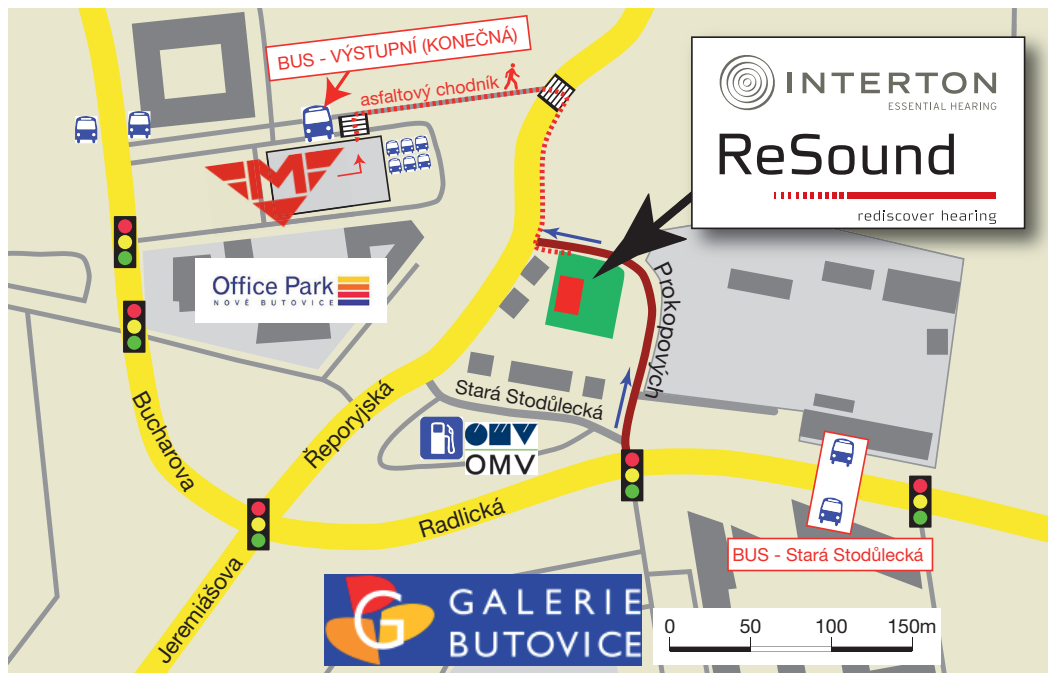 BUS - VÝSTUPNÍ (KONEČNÁ)
asfaltový chodník
INTERTON
ESSENTIAL HEARING
ReSound
rediscover hearing
M
Office Park
NOVÉ BUTOVICE
Prokopových
Bucharova
Řeporyjská
Stará Stodůlecká
OMV
OMV
Radlická
BUS - Stará Stodůlecká
Jeremiášova
G
GALERIE
BUTOVICE
0 50 100 150m